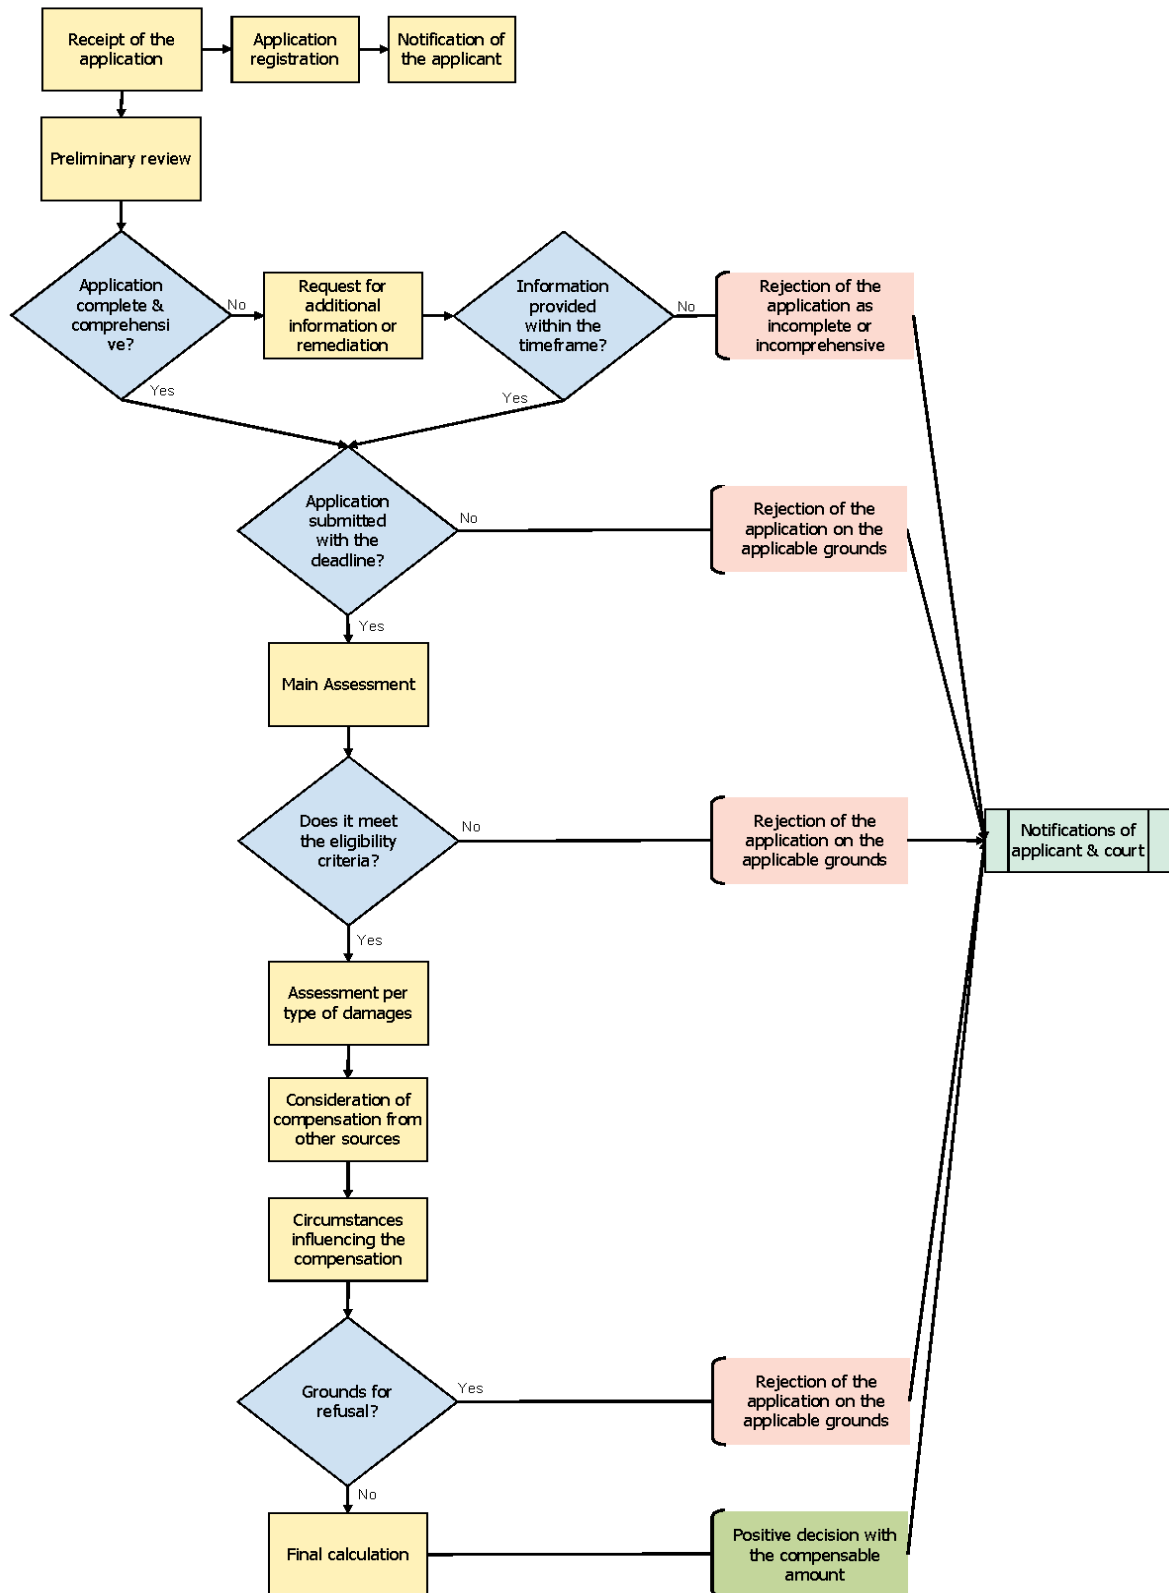 Receipt of the
application
Application
registration
Notification of
the applicant
Preliminary review
Application
complete &
comprehensi
ve?
No
Request for
additional
information or
remediation
Information
provided
within the
timeframe?
No
Rejection of the
application as
incomplete or
incomprehensive
Yes
Yes
Application
submitted
with the
deadline?
No
Rejection of the
application on the
applicable grounds
Yes
Main Assessment
Does it meet
the eligibility
criteria?
No
Rejection of the
application on the
applicable grounds
Notifications of
applicant & court
Yes
Assessment per
type of damages
Consideration of
compensation from
other sources
Circumstances
influencing the
compensation
Grounds for
refusal?
Yes
Rejection of the
application on the
applicable grounds
No
Final calculation
Positive decision with
the compensable
amount